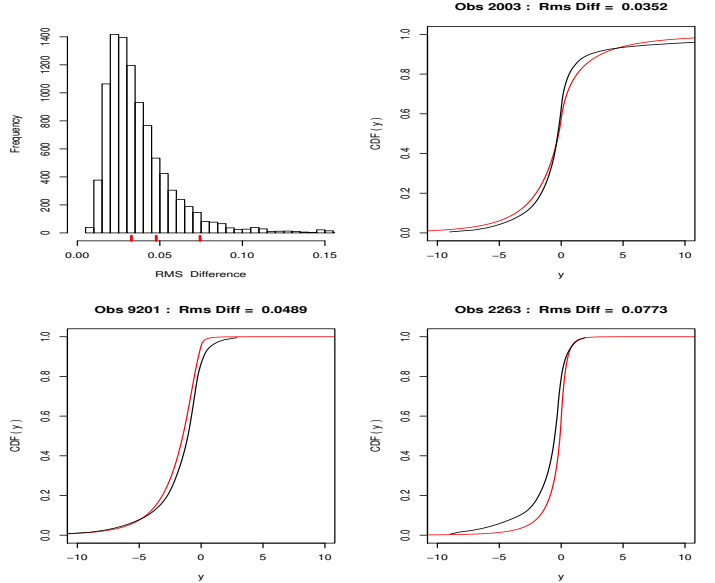 Frequency
0 200 400 600 800 1000 1200 1400
0.00 0.05 0.10 0.15
RMS Difference
Obs 2003 : Rms Diff = 0.0352
CDF(y)
0.0 0.2 0.4 0.6 0.8 1.0
−10 −5 0 5 10
y
Obs 9201 : Rms Diff = 0.0489
CDF(y)
0.0 0.2 0.4 0.6 0.8 1.0
−10 −5 0 5 10
y
Obs 2263 : Rms Diff = 0.0773
CDF(y)
0.0 0.2 0.4 0.6 0.8 1.0
−10 −5 0 5 10
y